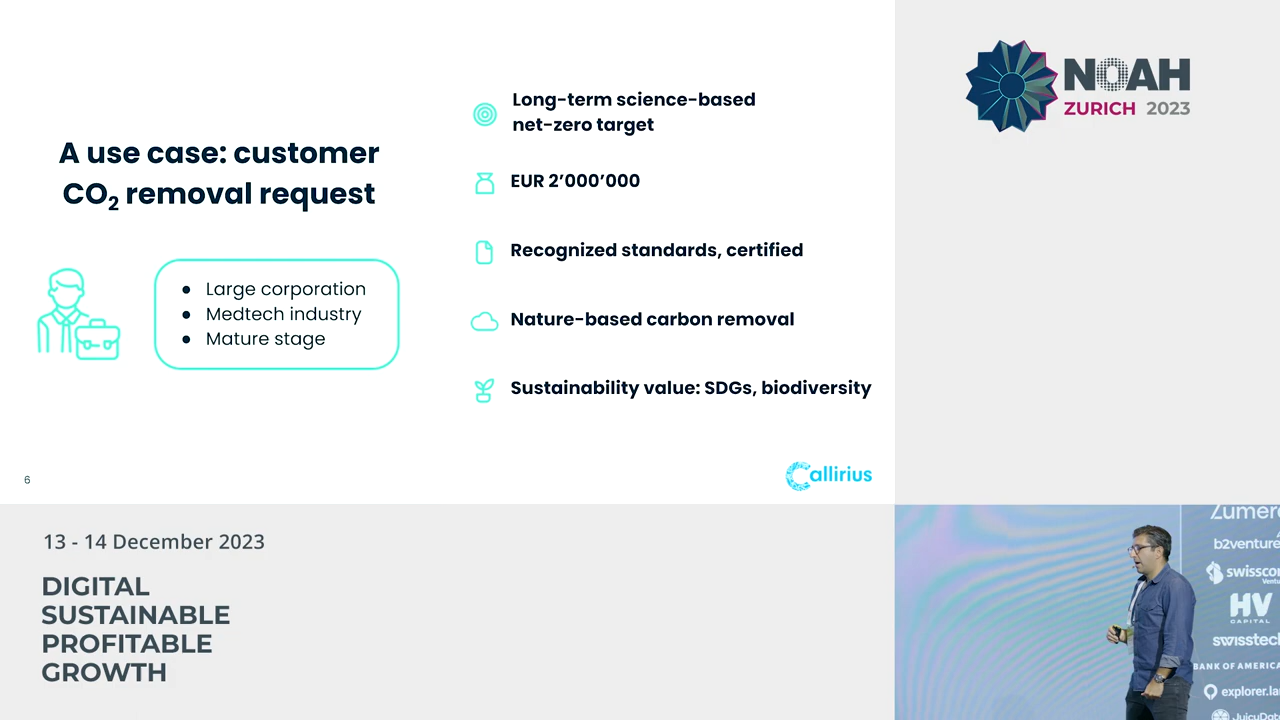 A use case: customer
CO₂ removal request
● Large corporation
● Medtech industry
● Mature stage
Long-term science-based
net-zero target
EUR 2’000’000
Recognized standards, certified
Nature-based carbon removal
Sustainability value: SDGs, biodiversity
6
Callirius
NOAH
ZURICH 2023
13 - 14 December 2023
DIGITAL
SUSTAINABLE
PROFITABLE
GROWTH
b2venture
HV
CAPITAL
BANK OF AMERICA